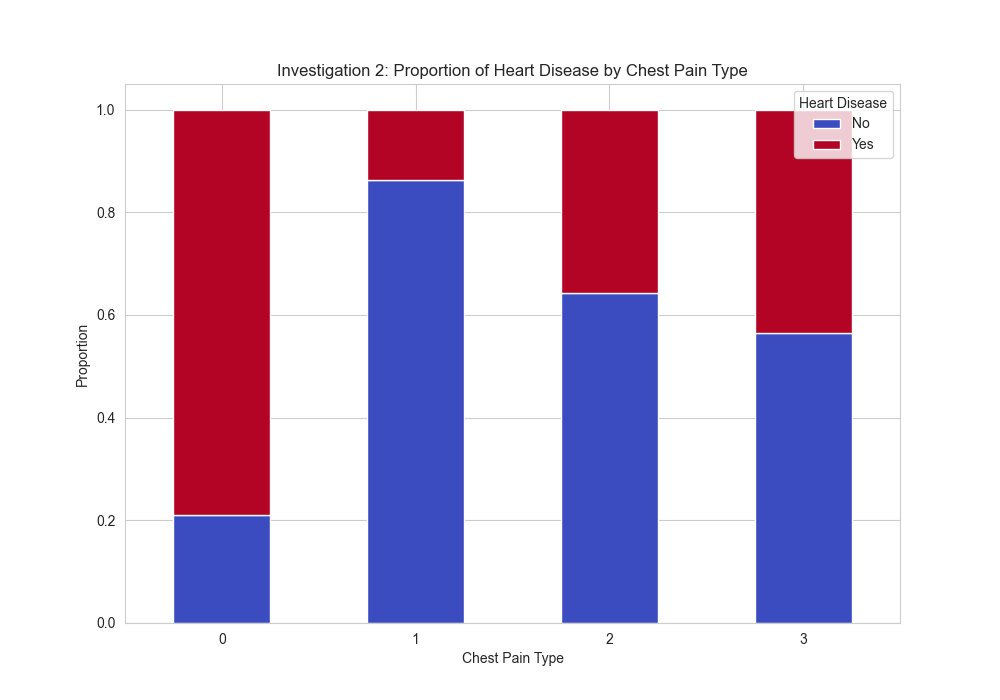 Investigation 2: Proportion of Heart Disease by Chest Pain Type
Heart Disease
No
Yes
1.0
0.8
0.6
0.4
0.2
0.0
Proportion
0 1 2 3
Chest Pain Type